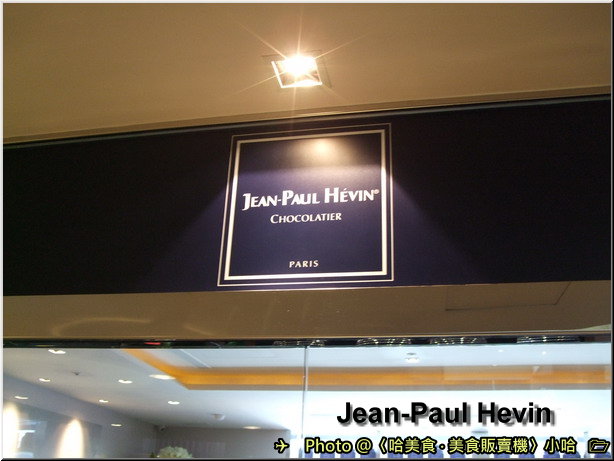 JEAN-PAUL HÉVIN®
CHOCOLATIER
PARIS
Jean-Paul Hevin
Photo @〈哈美食·美食販賣機〉小哈